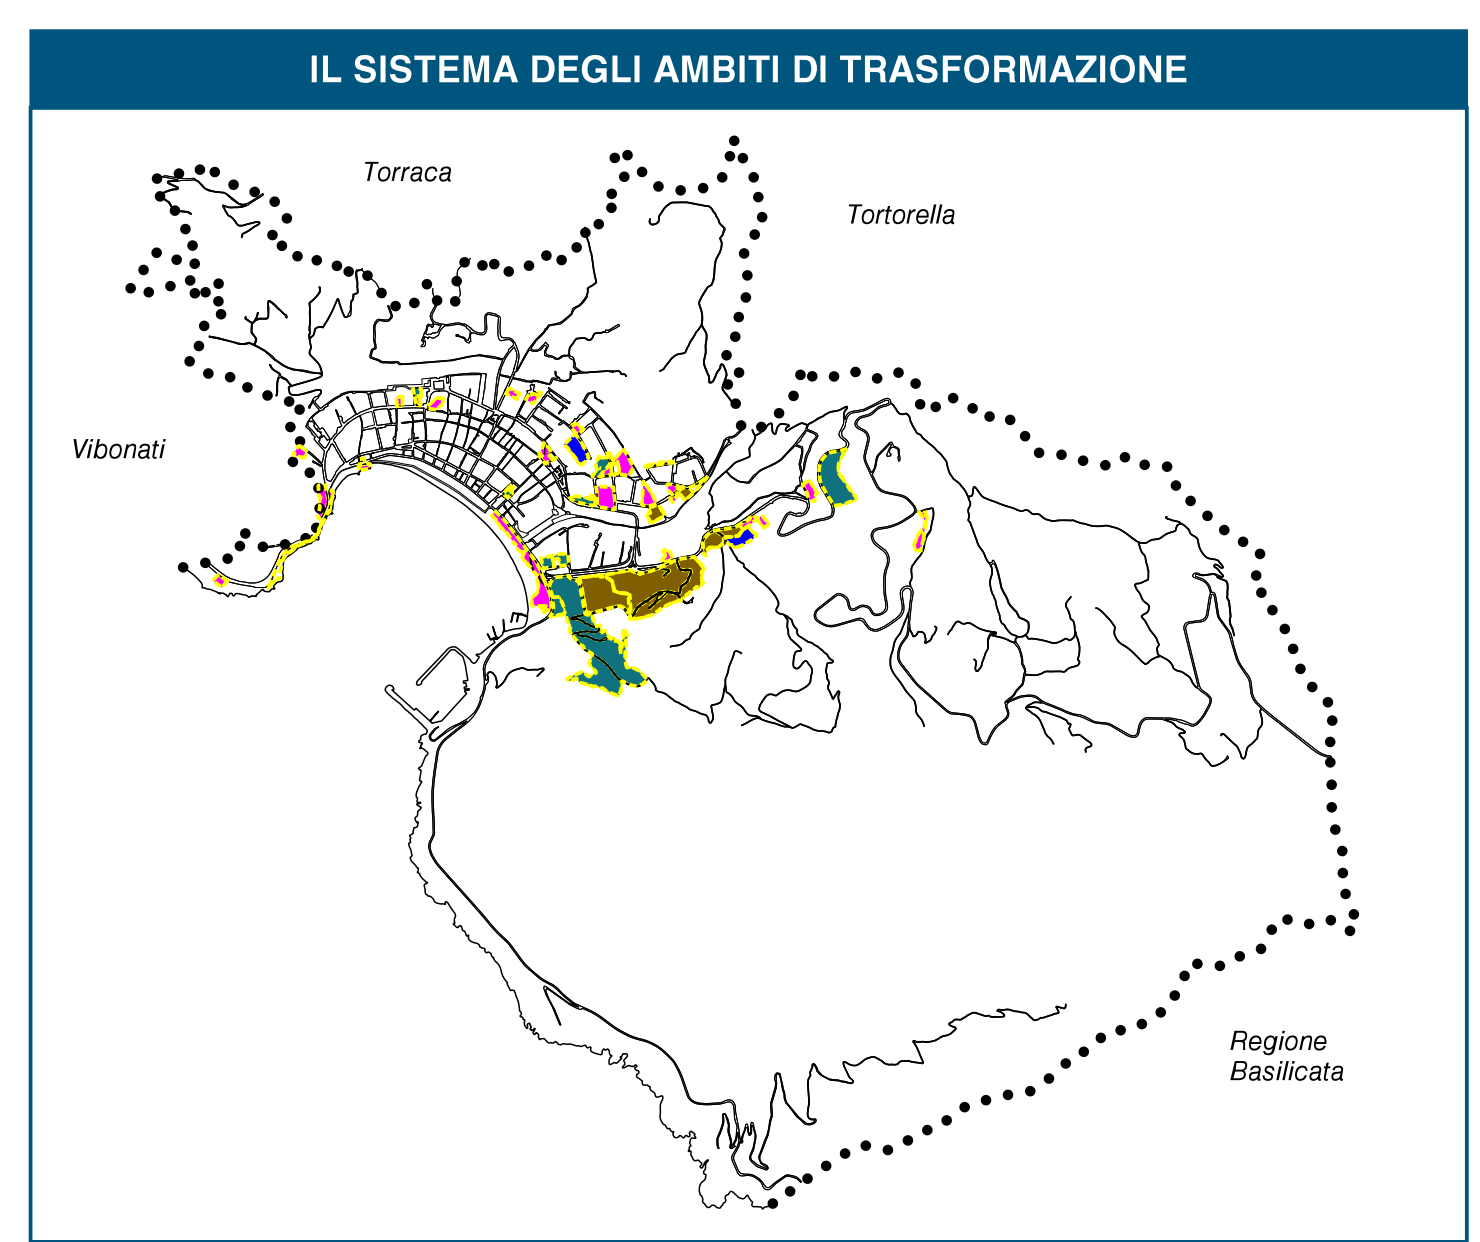 IL SISTEMA DEGLI AMBITI DI TRASFORMAZIONE
Torraca
Tortorella
Vibonati
Regione
Basilicata